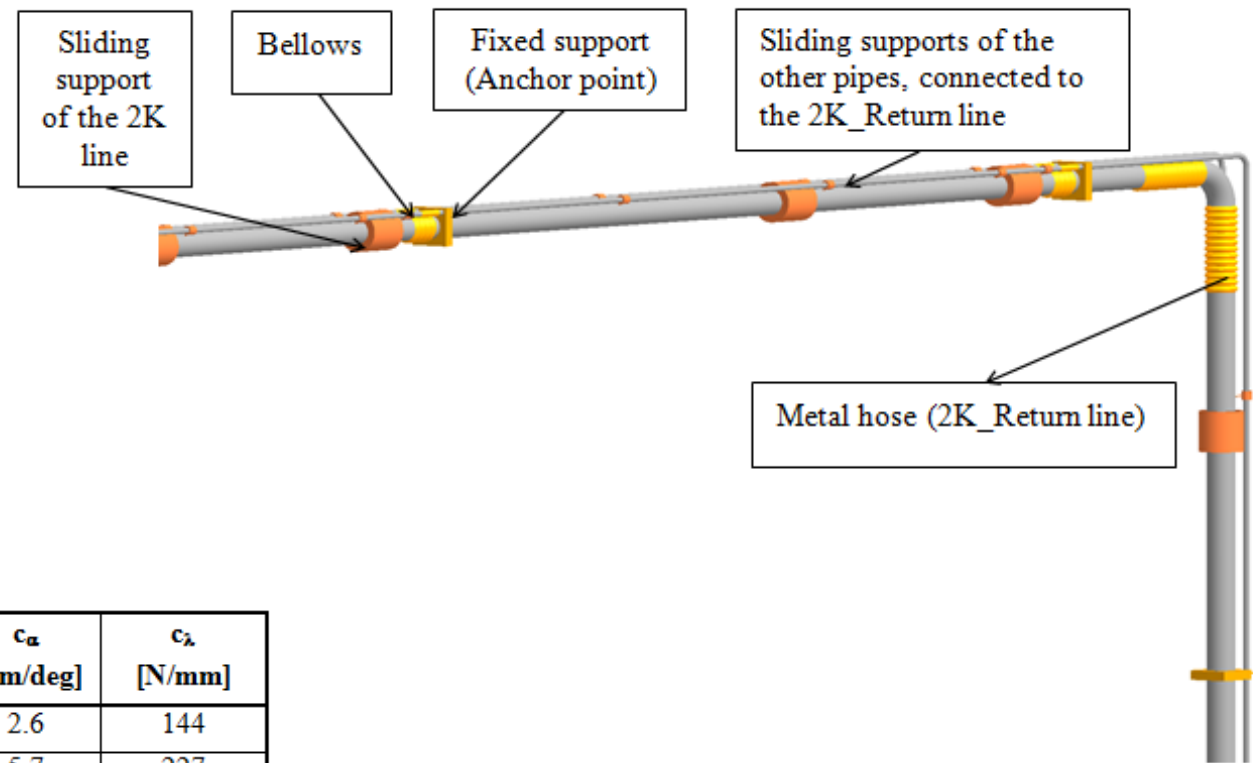 Sliding
support
of the 2K
line
Bellows
Fixed support
(Anchor point)
Sliding supports of the
other pipes, connected to
the 2K_Return line
Metal hose (2K_Return line)
cα cλ
m/deg] [N/mm]
2.6 144